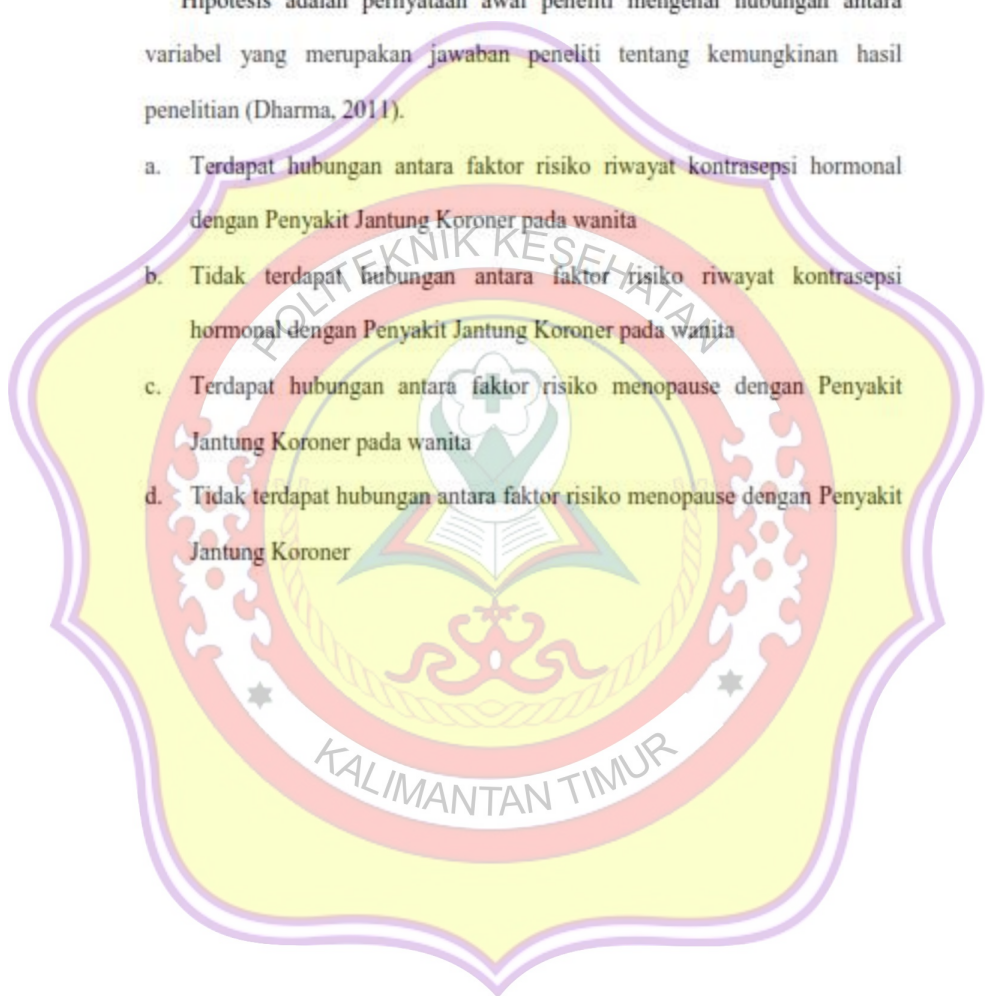 Hipotesis adalah pernyataan awal peneliti mengenai hubungan antara
variabel yang merupakan jawaban peneliti tentang kemungkinan hasil
penelitian (Dharma, 2011).
a. Terdapat hubungan antara faktor risiko riwayat kontrasepsi hormonal
dengan Penyakit Jantung Koroner pada wanita
b. Tidak terdapat hubungan antara faktor risiko riwayat kontrasepsi
hormonal dengan Penyakit Jantung Koroner pada wanita
c. Terdapat hubungan antara faktor risiko menopause dengan Penyakit
Jantung Koroner pada wanita
d. Tidak terdapat hubungan antara faktor risiko menopause dengan Penyakit
Jantung Koroner
POLITEKNIK KESEHATAN
KALIMANTAN TIMUR